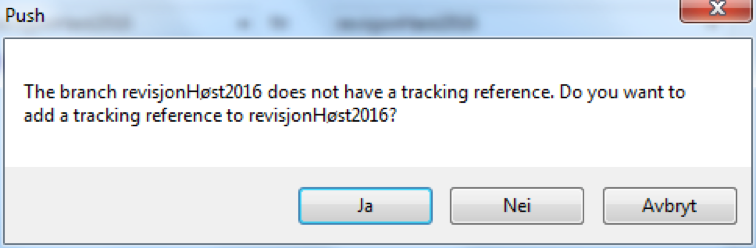 Push
The branch revisjonHøst2016 does not have a tracking reference. Do you want to
add a tracking reference to revisjonHøst2016?
Ja
Nei
Avbryt